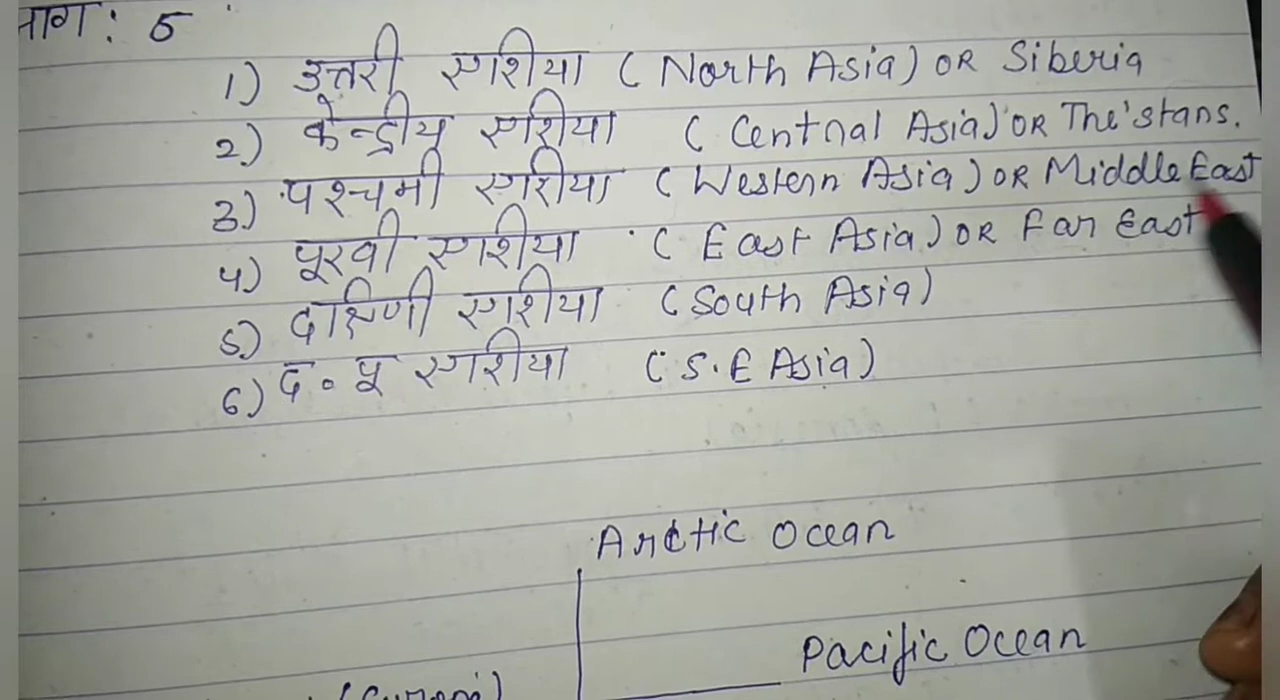 भाग: 5
1) उत्तरी एशिया (North Asia) OR Siberia
2) केन्द्रीय एशिया (Central Asia) OR The 'stans.
3) पश्चमी एशिया (Western Asia) OR Middle East
4) पूरवी एशिया (East Asia) OR Far East
5) दक्षिणी एशिया (South Asia)
6) द॰ पू एशिया (S.E Asia)
Arctic Ocean
Pacific Ocean